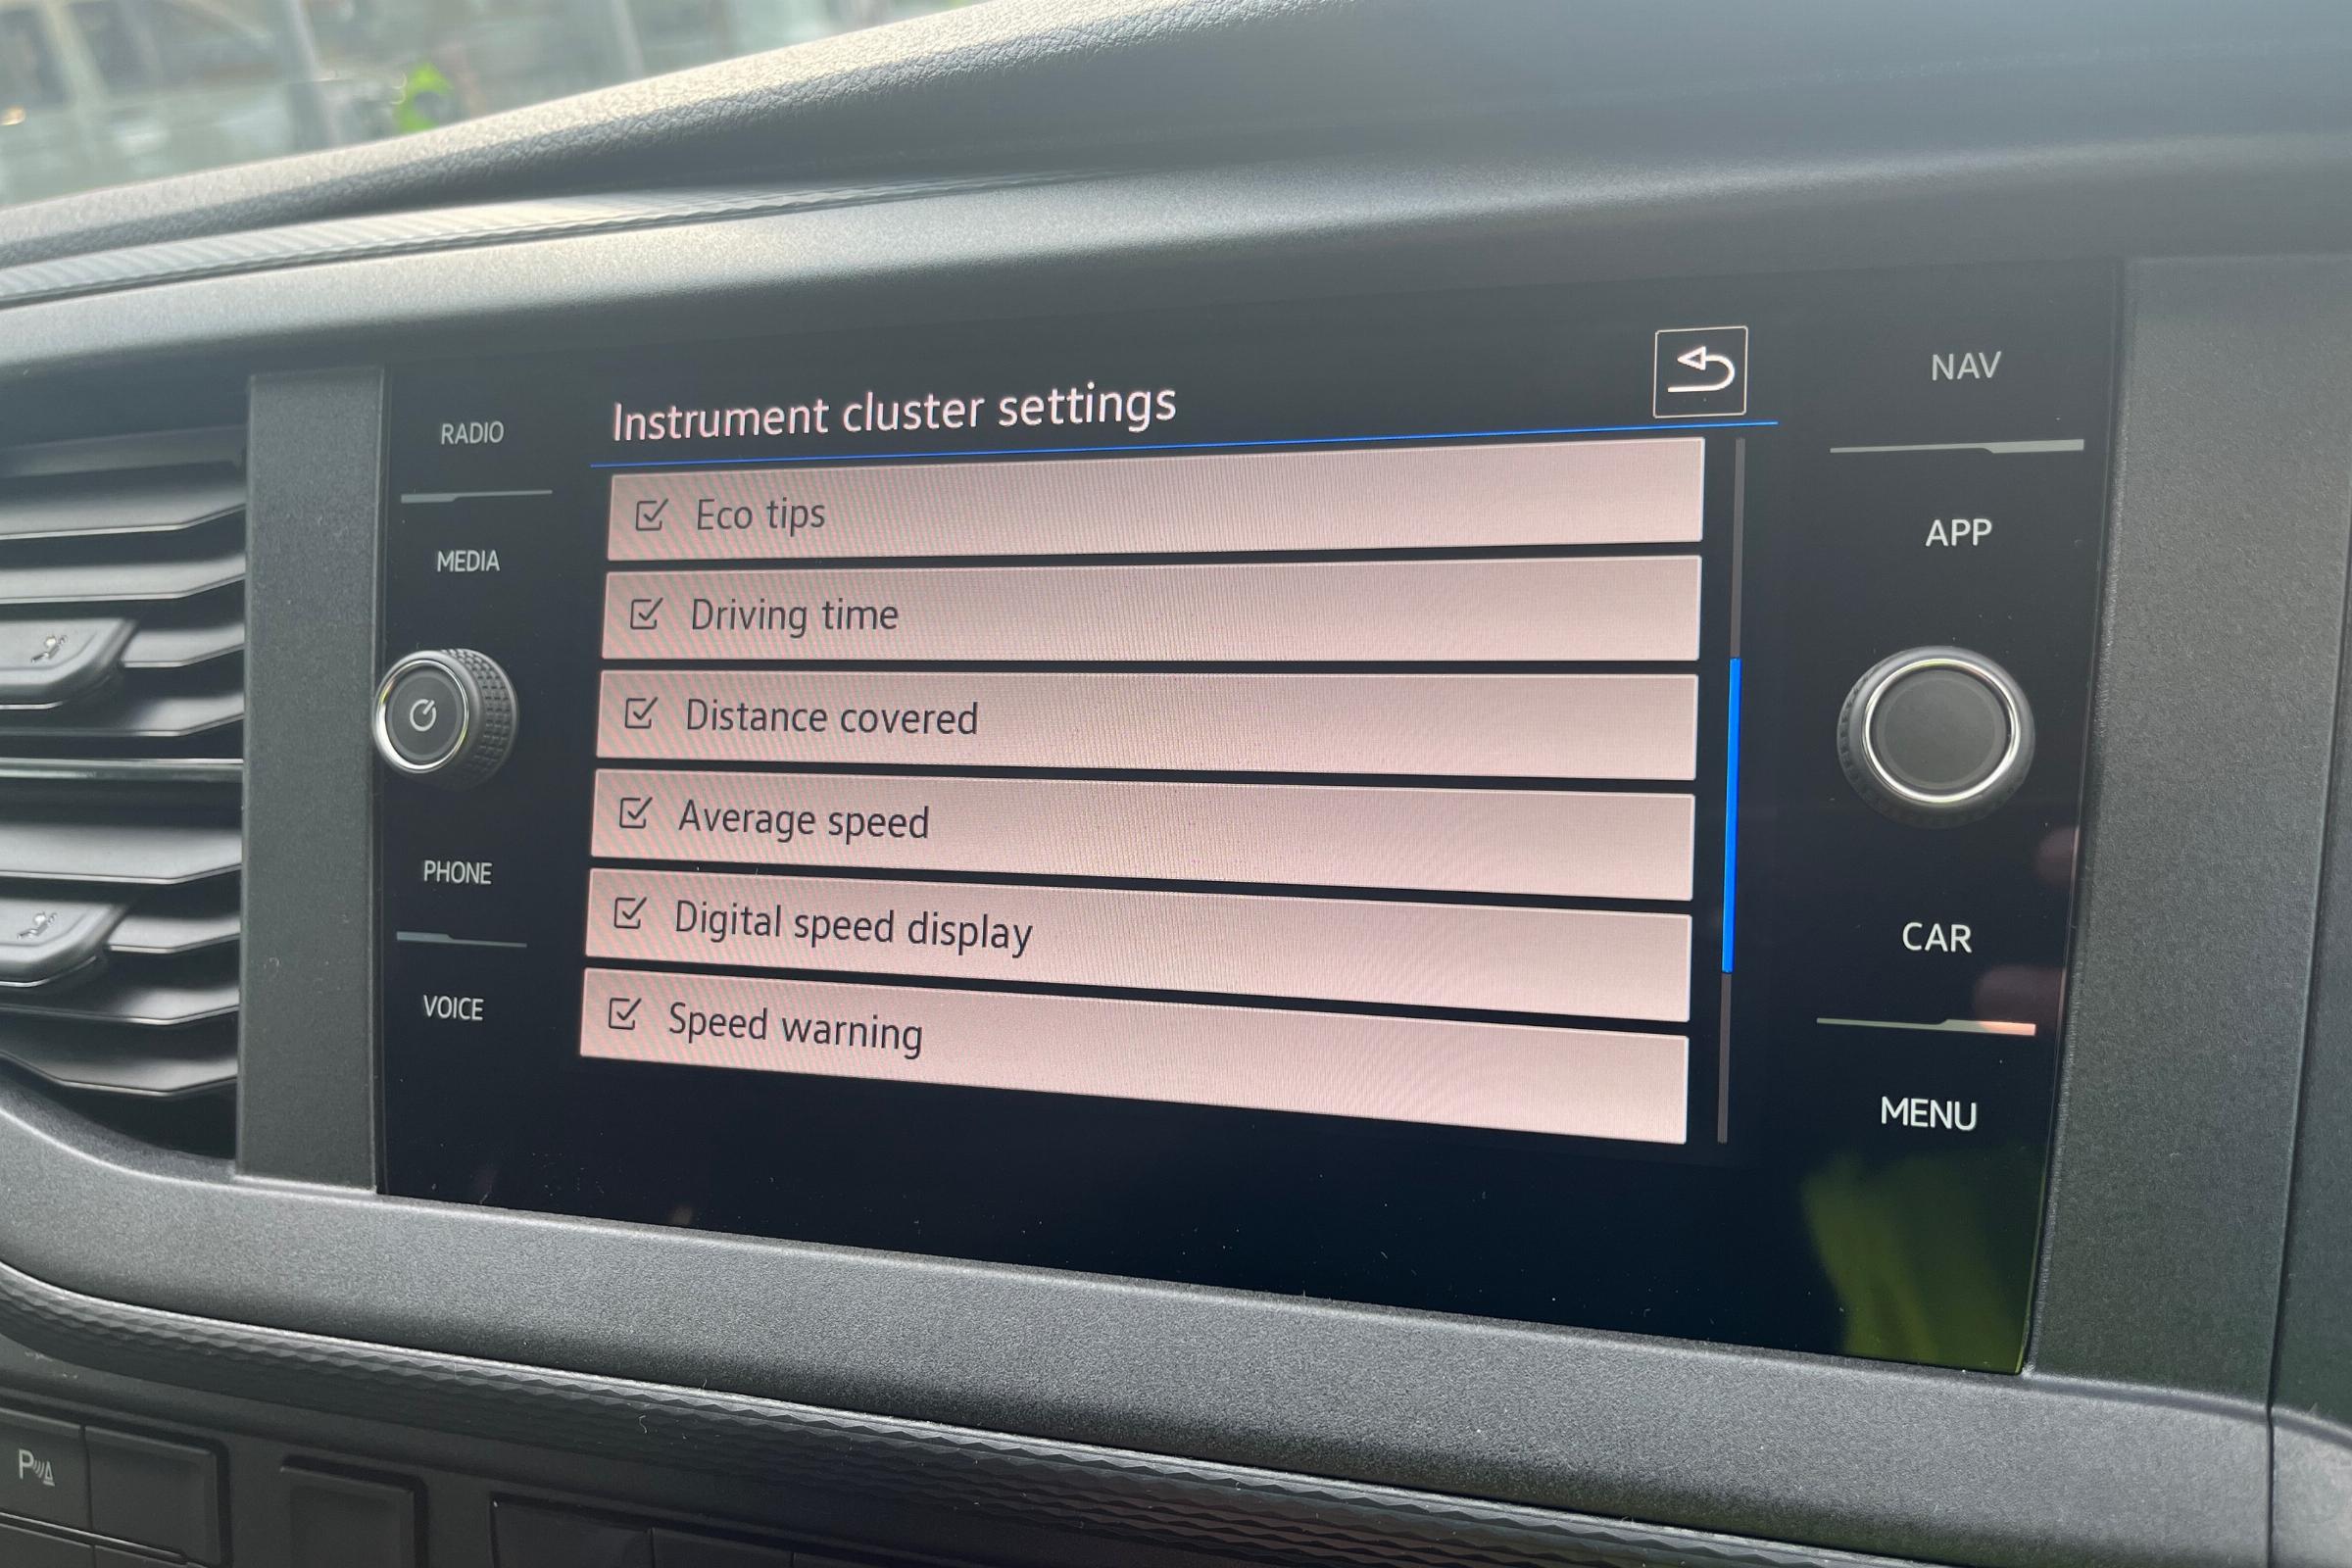 Instrument cluster settings
RADIO
MEDIA
PHONE
VOICE
Eco tips
Driving time
Distance covered
Average speed
Digital speed display
Speed warning
NAV
APP
CAR
MENU
P